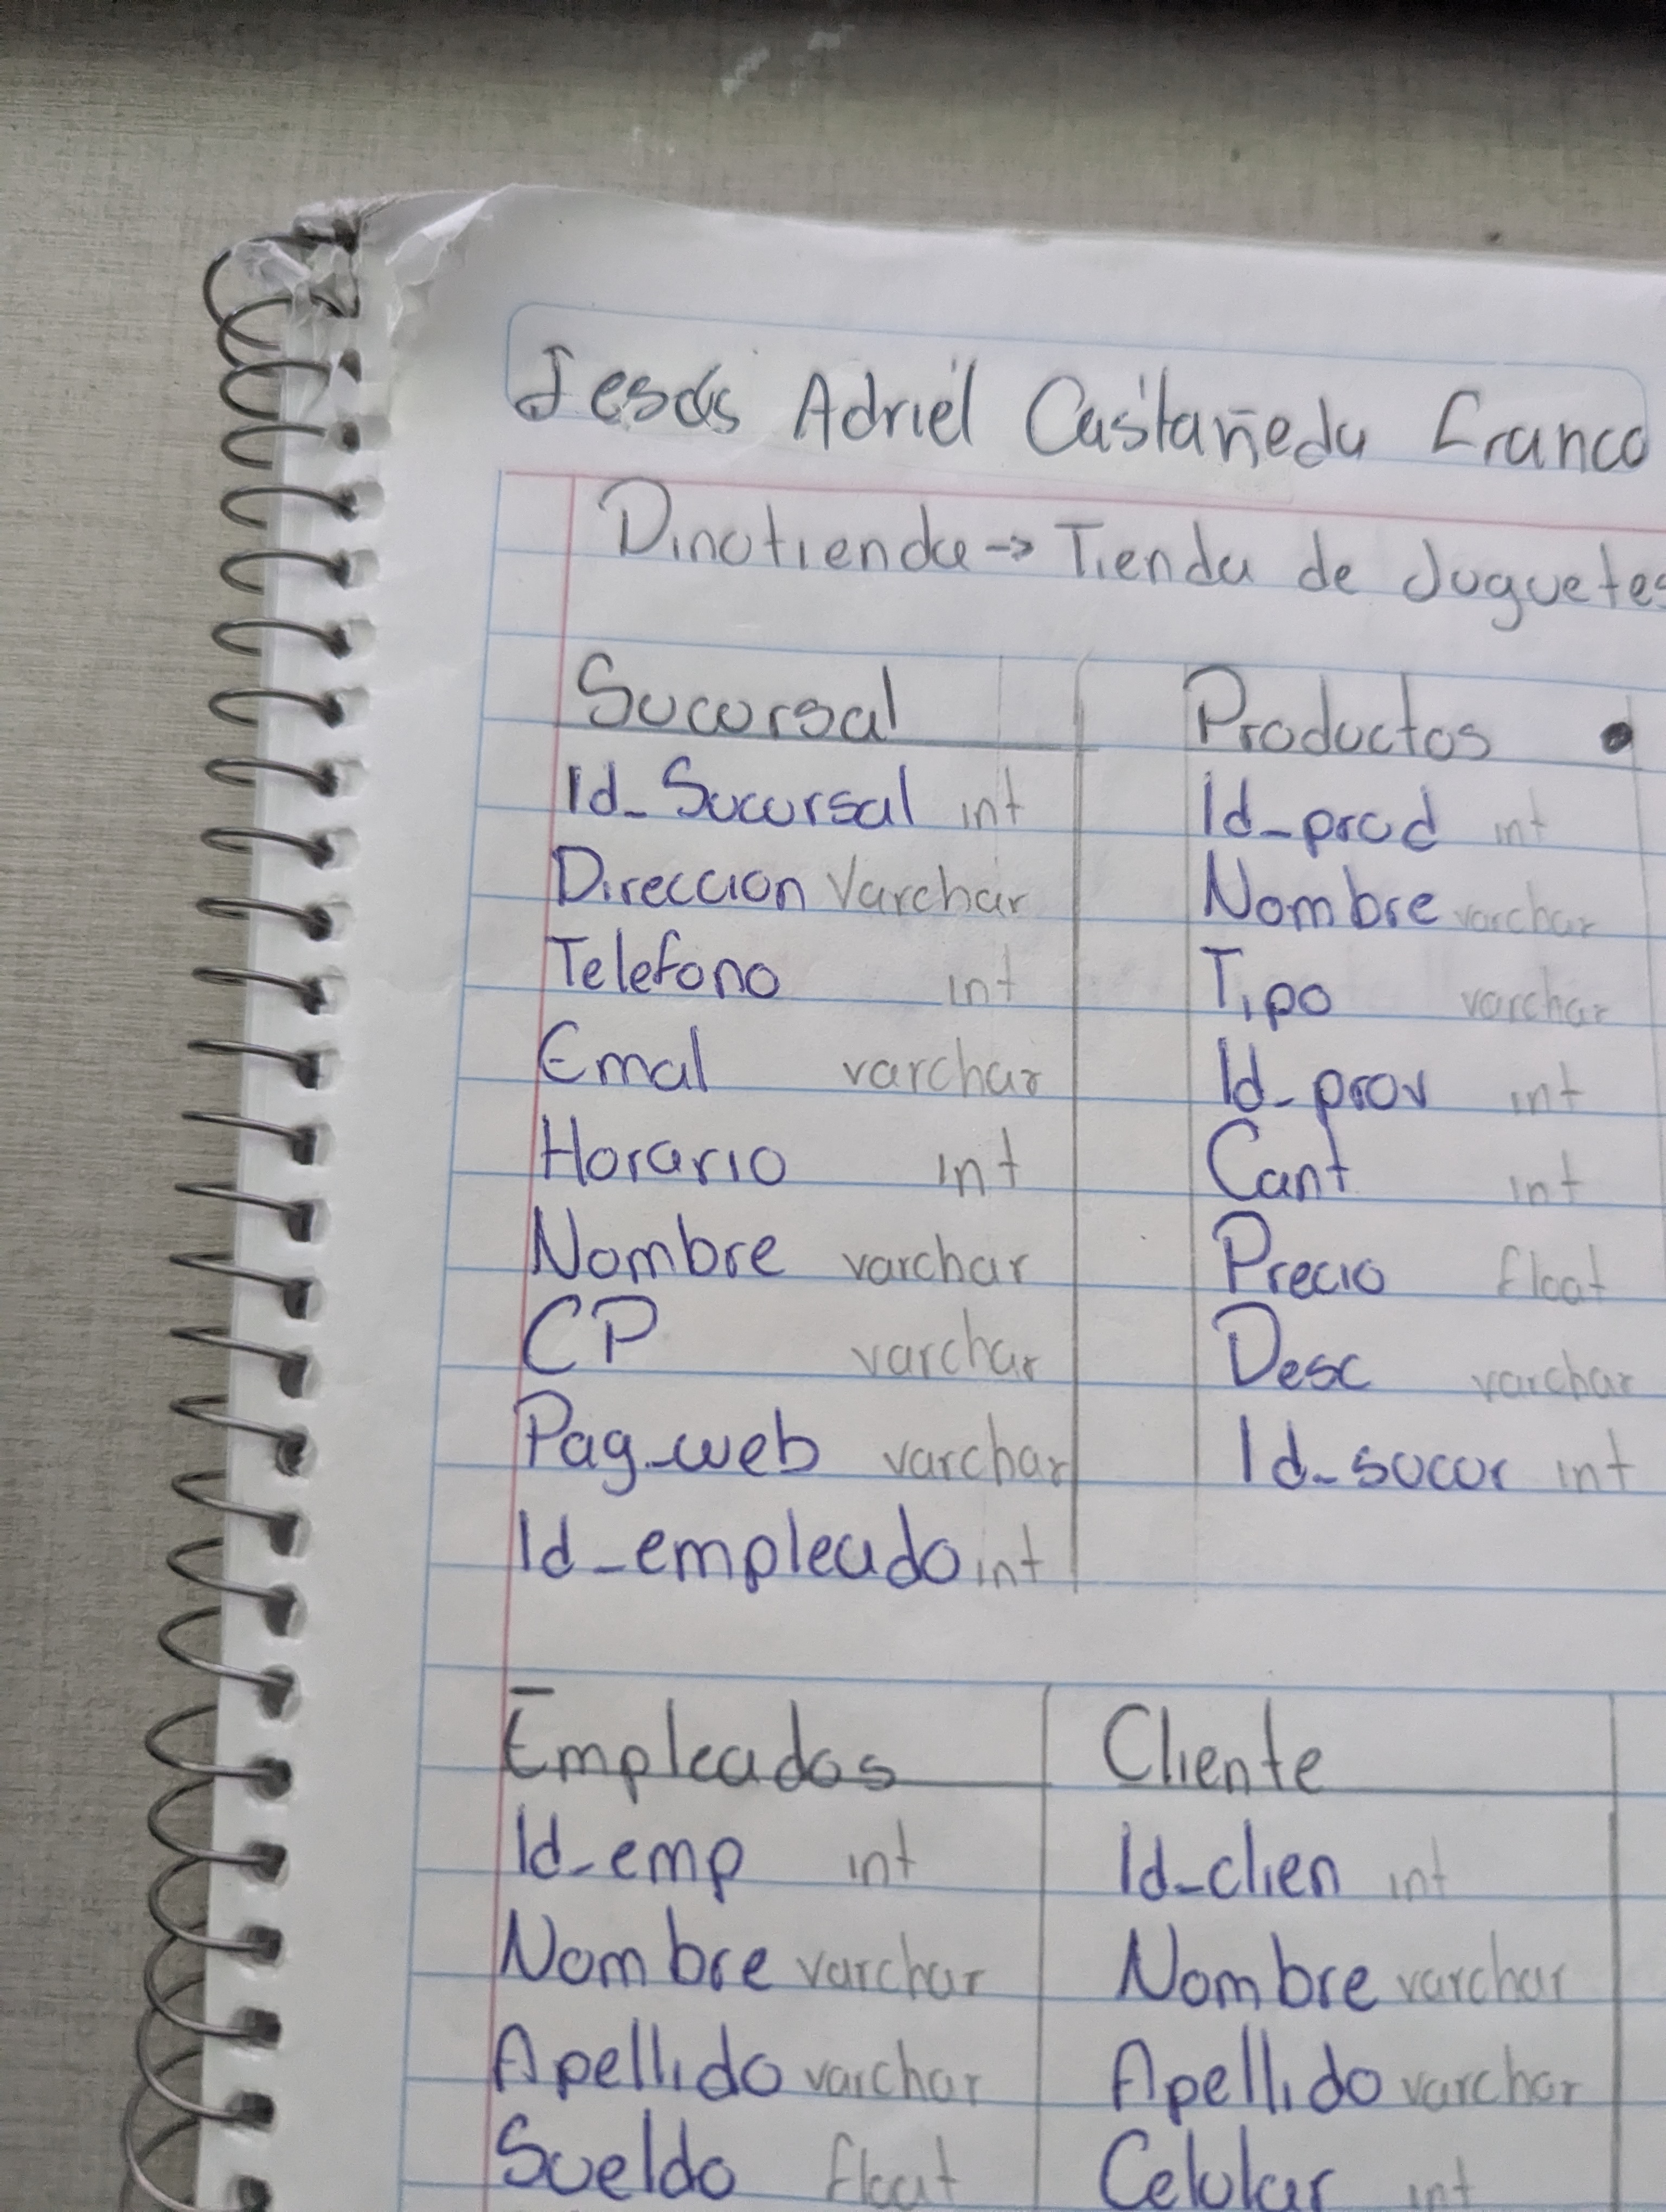 Jesús Adriel Castañeda Franco
Dinotienda -> Tienda de Juguetes
Sucursal
Id_Sucursal int
Direccion Varchar
Telefono int
Emal varchar
Horario int
Nombre varchar
CP varchar
Pag_web varchar
Id_empleado int
Productos
Id_prod int
Nombre varchar
Tipo varchar
Id_prov int
Cant int
Precio float
Desc varchar
Id_sucur int
Empleados
Id_emp int
Nombre varchar
Apellido varchar
Sueldo float
Cliente
Id_clien int
Nombre varchar
Apellido varchar
Celular int